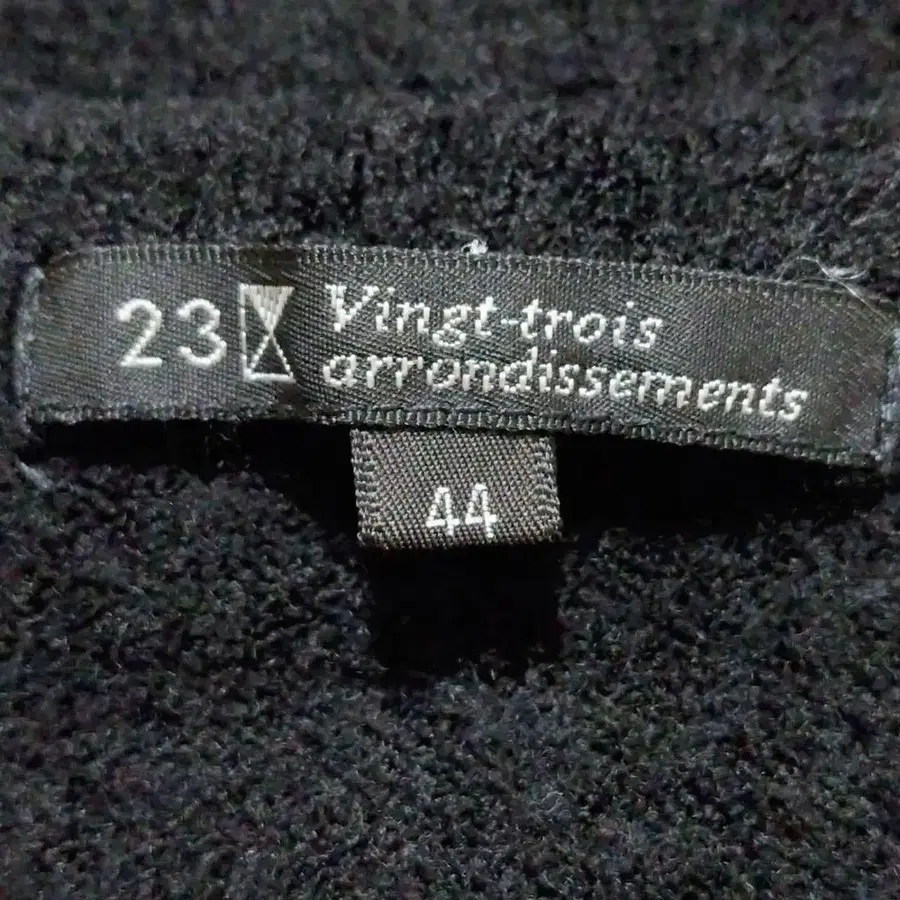 23
Vingt-trois
arrondissements
44